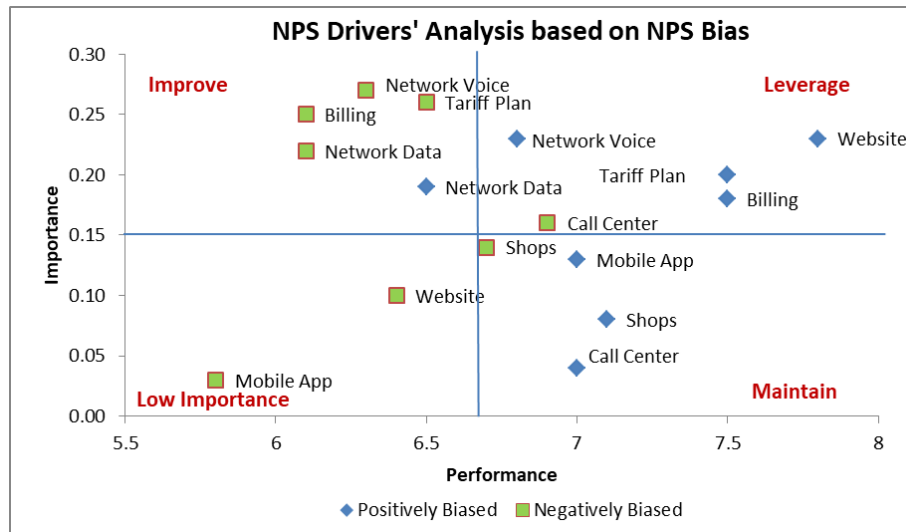 NPS Drivers' Analysis based on NPS Bias
0.30
Improve
Leverage
Network Voice
Tariff Plan
0.25
Billing
Network Voice
Website
Network Data
0.20
Tariff Plan
Network Data
Billing
Call Center
0.15
Shops
Mobile App
0.10
Website
Shops
0.05
Call Center
Mobile App
Low Importance
Maintain
0.00
Importance
5.5 6 6.5 7 7.5 8
Performance
Positively Biased Negatively Biased